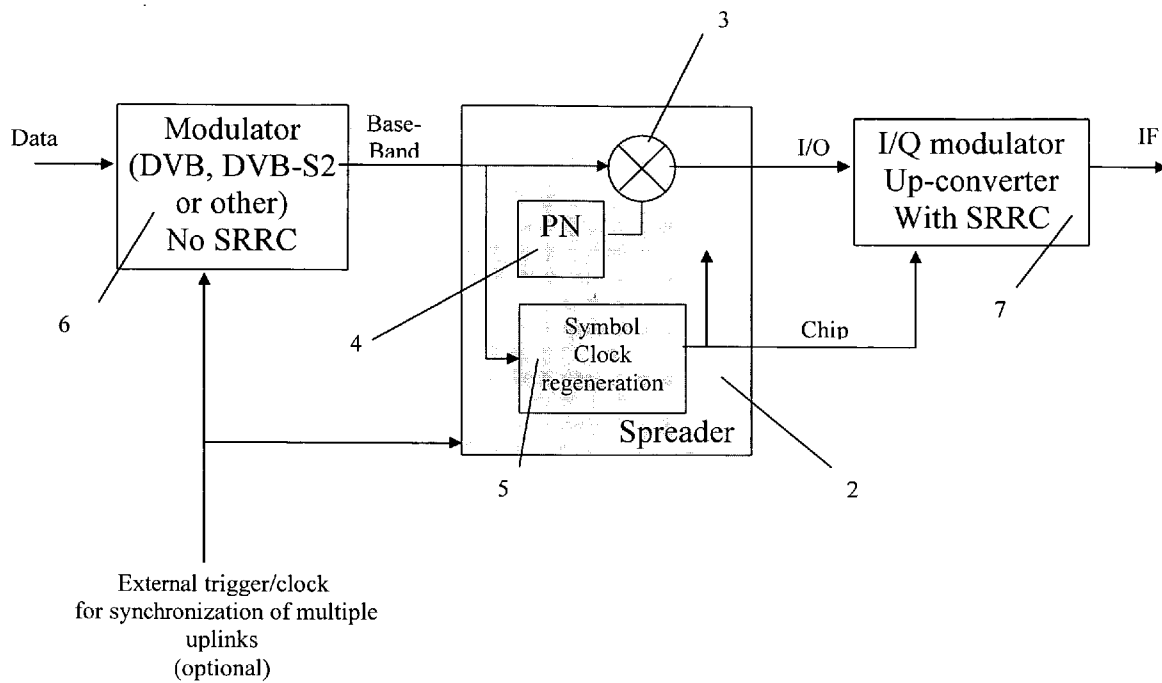 3
Data
Modulator
(DVB, DVB-S2
or other)
No SRRC
Base-
Band
I/O
I/Q modulator
Up-converter
With SRRC
IF
PN
6
4
Symbol
Clock
regeneration
Chip
7
Spreader
5
2
External trigger/clock
for synchronization of multiple
uplinks
(optional)